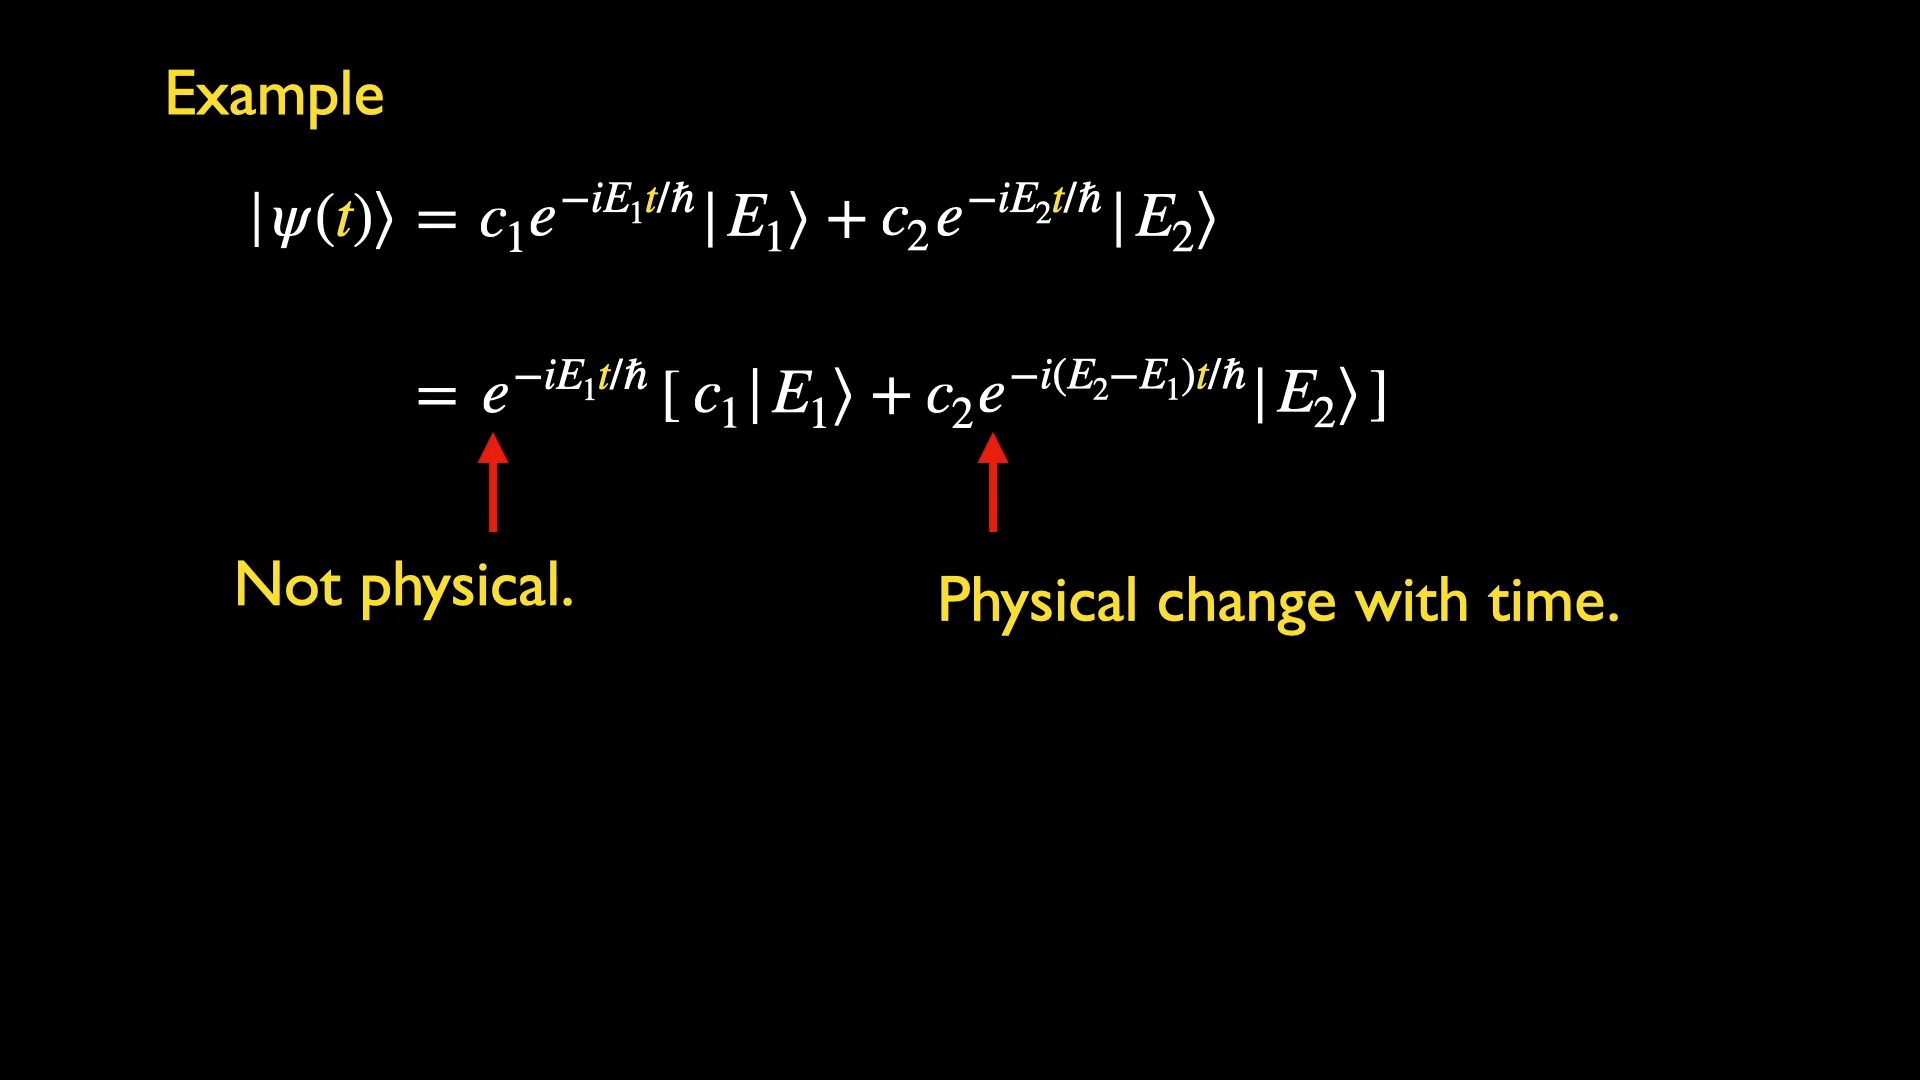 Example
|ψ(t)⟩ = c₁e^{−iE₁t/ħ}|E₁⟩ + c₂e^{−iE₂t/ħ}|E₂⟩
= e^{−iE₁t/ħ}[ c₁|E₁⟩ + c₂e^{−i(E₂−E₁)t/ħ}|E₂⟩ ]
Not physical.
Physical change with time.